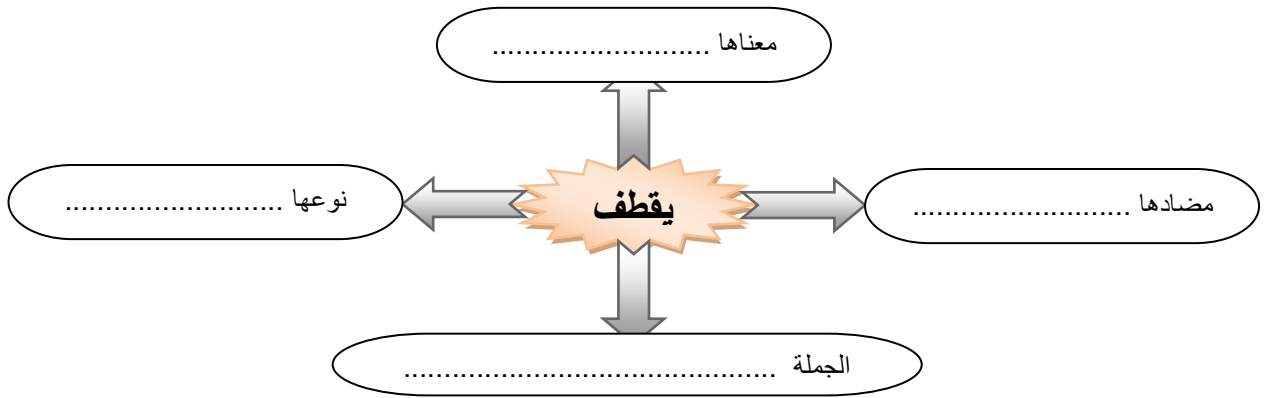 معناها ...........................
نوعها ...........................
يقطف
مضادها ...........................
الجملة ..............................................